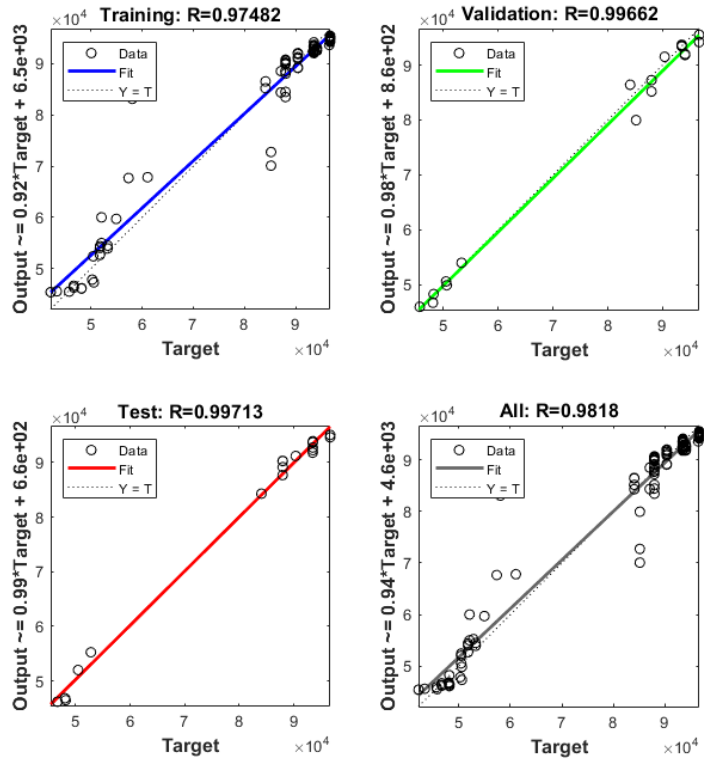 Training: R=0.97482
×10⁴
Data
Fit
Y = T
9
8
7
6
5
5 6 7 8 9
×10⁴
Target
Output ~= 0.92*Target + 6.5e+03
Validation: R=0.99662
×10⁴
Data
Fit
Y = T
9
8
7
6
5
5 6 7 8 9
×10⁴
Target
Output ~= 0.98*Target + 8.6e+02
Test: R=0.99713
×10⁴
Data
Fit
Y = T
9
8
7
6
5
5 6 7 8 9
×10⁴
Target
Output ~= 0.99*Target + 6.6e+02
All: R=0.9818
×10⁴
Data
Fit
Y = T
9
8
7
6
5
5 6 7 8 9
×10⁴
Target
Output ~= 0.94*Target + 4.6e+03